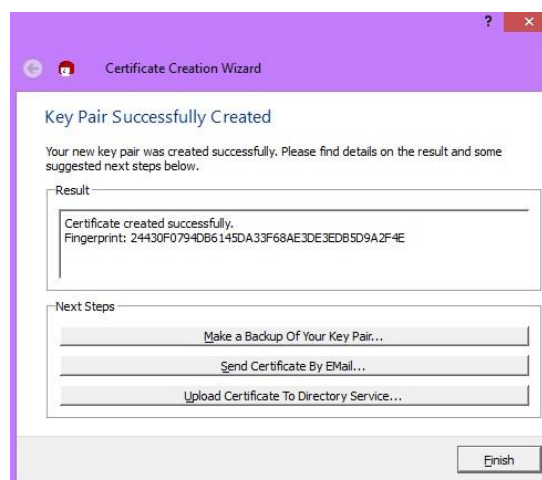 ?
Certificate Creation Wizard
Key Pair Successfully Created
Your new key pair was created successfully. Please find details on the result and some
suggested next steps below.
Result
Certificate created successfully.
Fingerprint: 24430F0794DB6145DA33F68AE3DE3EDB5D9A2F4E
Next Steps
Make a Backup Of Your Key Pair...
Send Certificate By EMail...
Upload Certificate To Directory Service...
Finish